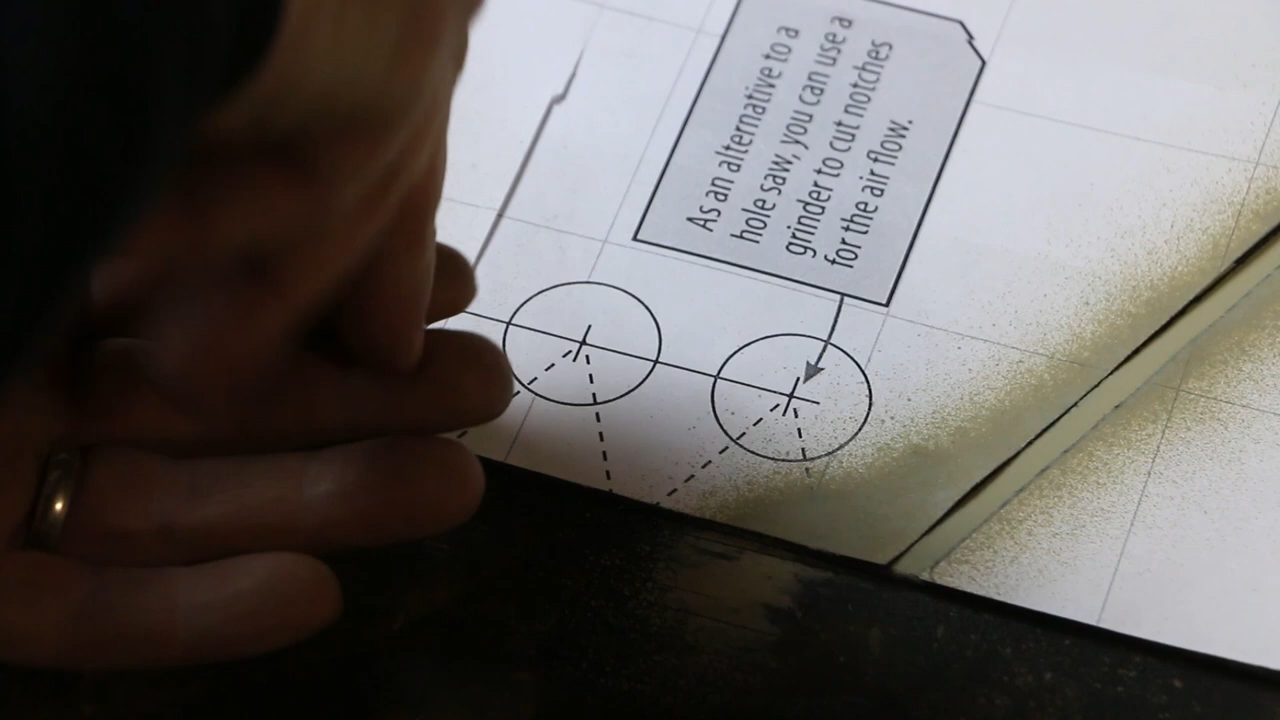 As an alternative to a
hole saw, you can use a
grinder to cut notches
for the air flow.